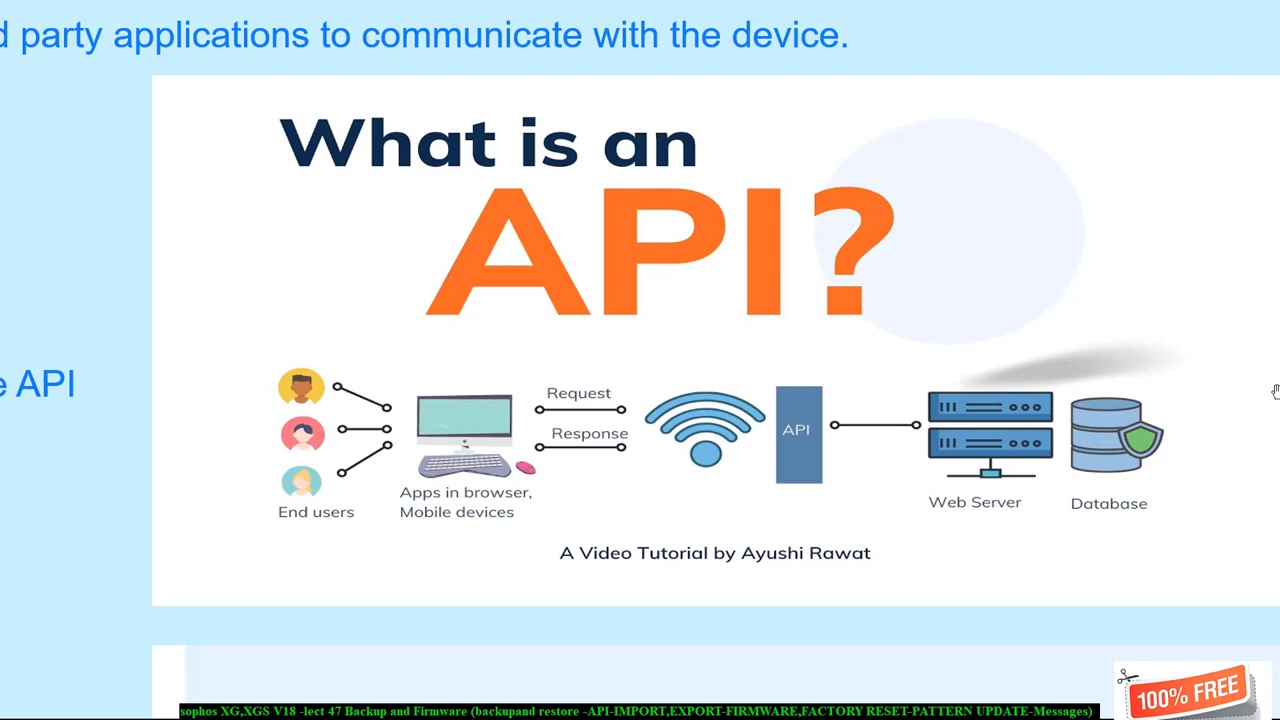 d party applications to communicate with the device.
What is an
API?
e API
Request
Response
API
End users
Apps in browser,
Mobile devices
Web Server
Database
A Video Tutorial by Ayushi Rawat
100% FREE
sophos XG,XGS V18 -lect 47 Backup and Firmware (backupand restore -API-IMPORT,EXPORT-FIRMWARE,FACTORY RESET-PATTERN UPDATE-Messages)